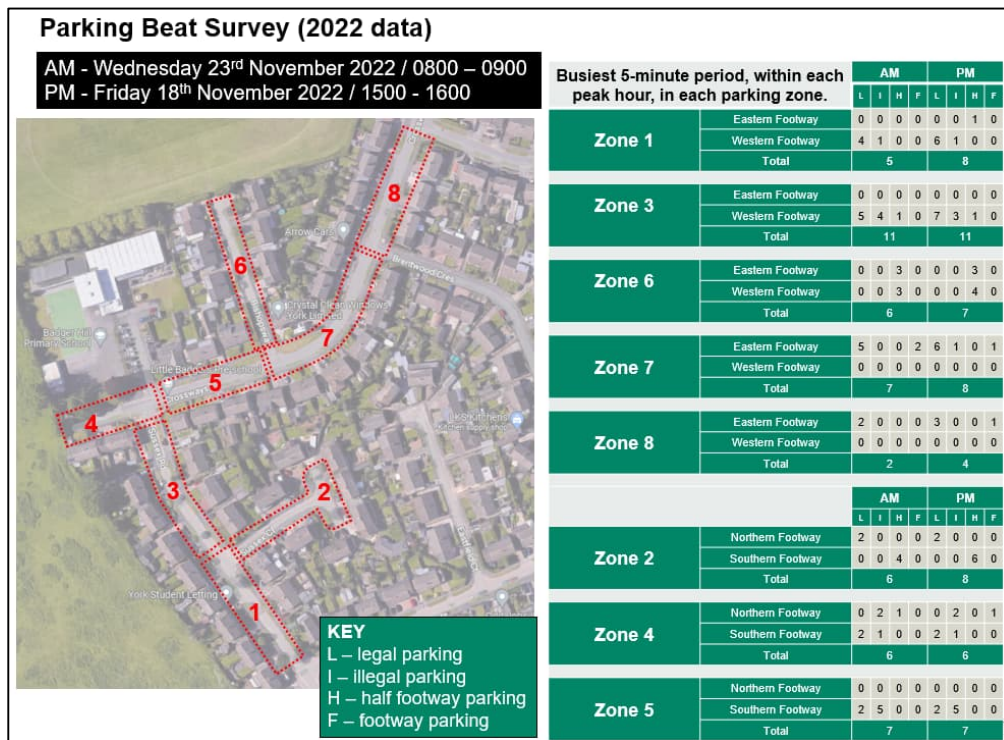 Parking Beat Survey (2022 data)
AM - Wednesday 23rd November 2022 / 0800 – 0900
PM - Friday 18th November 2022 / 1500 - 1600
8
Arrow Cars
Brentwood Cres
6
Crystal Clean Windows
York Limited
7
Badger Hill
Primary School
Little Badgers Preschool
5
Crossways
4
UKS Kitchens
Kitchen supply shop
3
2
York Student Letting
1
KEY
L – legal parking
I – illegal parking
H – half footway parking
F – footway parking
Busiest 5-minute period, within each peak hour, in each parking zone. AM PM
L I H F L I H F
Zone 1
Eastern Footway 0 0 0 0 0 0 1 0
Western Footway 4 1 0 0 6 1 0 0
Total 5 8
Zone 3
Eastern Footway 0 0 0 0 0 0 0 0
Western Footway 5 4 1 0 7 3 1 0
Total 11 11
Zone 6
Eastern Footway 0 0 3 0 0 0 3 0
Western Footway 0 0 3 0 0 0 4 0
Total 6 7
Zone 7
Eastern Footway 5 0 0 2 6 1 0 1
Western Footway 0 0 0 0 0 0 0 0
Total 7 8
Zone 8
Eastern Footway 2 0 0 0 3 0 0 1
Western Footway 0 0 0 0 0 0 0 0
Total 2 4
AM PM
L I H F L I H F
Zone 2
Northern Footway 2 0 0 0 2 0 0 0
Southern Footway 0 0 4 0 0 0 6 0
Total 6 8
Zone 4
Northern Footway 0 2 1 0 0 2 0 1
Southern Footway 2 1 0 0 2 1 0 0
Total 6 6
Zone 5
Northern Footway 0 0 0 0 0 0 0 0
Southern Footway 2 5 0 0 2 5 0 0
Total 7 7